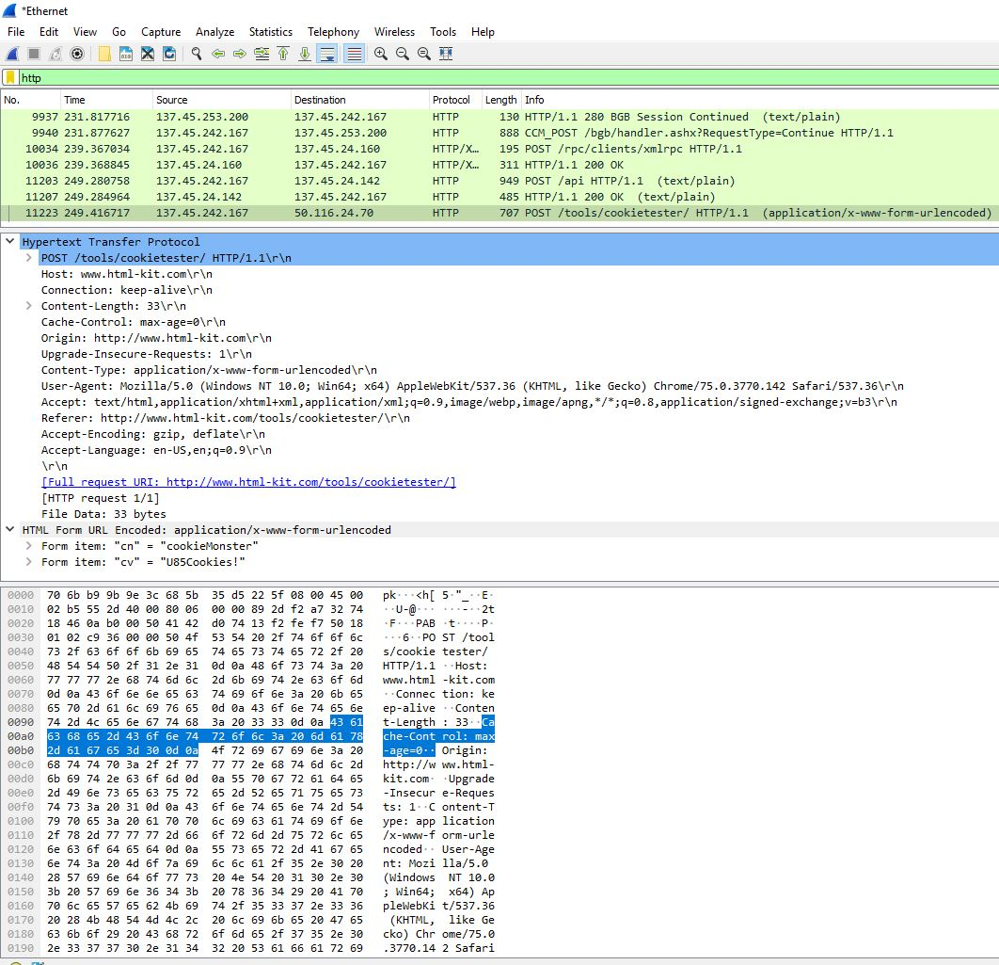 *Ethernet
File Edit View Go Capture Analyze Statistics Telephony Wireless Tools Help
http
No. Time Source Destination Protocol Length Info
9937 231.817716 137.45.253.200 137.45.242.167 HTTP 130 HTTP/1.1 280 BGB Session Continued (text/plain)
9940 231.877627 137.45.242.167 137.45.253.200 HTTP 888 CCM_POST /bgb/handler.ashx?RequestType=Continue HTTP/1.1
10034 239.367034 137.45.242.167 137.45.24.160 HTTP/X… 195 POST /rpc/clients/xmlrpc HTTP/1.1
10036 239.368845 137.45.24.160 137.45.242.167 HTTP/X… 311 HTTP/1.1 200 OK
11203 249.280758 137.45.242.167 137.45.24.142 HTTP 949 POST /api HTTP/1.1 (text/plain)
11207 249.284964 137.45.24.142 137.45.242.167 HTTP 485 HTTP/1.1 200 OK (text/plain)
11223 249.416717 137.45.242.167 50.116.24.70 HTTP 707 POST /tools/cookietester/ HTTP/1.1 (application/x-www-form-urlencoded)
Hypertext Transfer Protocol
POST /tools/cookietester/ HTTP/1.1\r\n
Host: www.html-kit.com\r\n
Connection: keep-alive\r\n
Content-Length: 33\r\n
Cache-Control: max-age=0\r\n
Origin: http://www.html-kit.com\r\n
Upgrade-Insecure-Requests: 1\r\n
Content-Type: application/x-www-form-urlencoded\r\n
User-Agent: Mozilla/5.0 (Windows NT 10.0; Win64; x64) AppleWebKit/537.36 (KHTML, like Gecko) Chrome/75.0.3770.142 Safari/537.36\r\n
Accept: text/html,application/xhtml+xml,application/xml;q=0.9,image/webp,image/apng,*/*;q=0.8,application/signed-exchange;v=b3\r\n
Referer: http://www.html-kit.com/tools/cookietester/\r\n
Accept-Encoding: gzip, deflate\r\n
Accept-Language: en-US,en;q=0.9\r\n
\r\n
[Full request URI: http://www.html-kit.com/tools/cookietester/]
[HTTP request 1/1]
File Data: 33 bytes
HTML Form URL Encoded: application/x-www-form-urlencoded
Form item: "cn" = "cookieMonster"
Form item: "cv" = "U85Cookies!"
0000 70 6b b9 9b 9e 3c 68 5b 35 d5 22 5f 08 00 45 00 pk···<h[ 5·"_··E·
0010 02 b5 55 2d 40 00 80 06 00 00 89 2d f2 a7 32 74 ··U-@··· ···-··2t
0020 18 46 0a b0 00 50 41 42 d0 74 13 f2 fe f7 50 18 ·F···PAB ·t····P·
0030 01 02 c9 36 00 00 50 4f 53 54 20 2f 74 6f 6f 6c ···6··PO ST /tool
0040 73 2f 63 6f 6f 6b 69 65 74 65 73 74 65 72 2f 20 s/cookie tester/
0050 48 54 54 50 2f 31 2e 31 0d 0a 48 6f 73 74 3a 20 HTTP/1.1 ··Host:
0060 77 77 77 2e 68 74 6d 6c 2d 6b 69 74 2e 63 6f 6d www.html -kit.com
0070 0d 0a 43 6f 6e 6e 65 63 74 69 6f 6e 3a 20 6b 65 ··Connec tion: ke
0080 65 70 2d 61 6c 69 76 65 0d 0a 43 6f 6e 74 65 6e ep-alive ··Conten
0090 74 2d 4c 65 6e 67 74 68 3a 20 33 33 0d 0a 43 61 t-Length : 33··Ca
00a0 63 68 65 2d 43 6f 6e 74 72 6f 6c 3a 20 6d 61 78 che-Cont rol: max
00b0 2d 61 67 65 3d 30 0d 0a 4f 72 69 67 69 6e 3a 20 -age=0·· Origin:
00c0 68 74 74 70 3a 2f 2f 77 77 77 2e 68 74 6d 6c 2d http://w ww.html-
00d0 6b 69 74 2e 63 6f 6d 0d 0a 55 70 67 72 61 64 65 kit.com· ·Upgrade
00e0 2d 49 6e 73 65 63 75 72 65 2d 52 65 71 75 65 73 -Insecur e-Reques
00f0 74 73 3a 20 31 0d 0a 43 6f 6e 74 65 6e 74 2d 54 ts: 1··C ontent-T
0100 79 70 65 3a 20 61 70 70 6c 69 63 61 74 69 6f 6e ype: app lication
0110 2f 78 2d 77 77 77 2d 66 6f 72 6d 2d 75 72 6c 65 /x-www-f orm-urle
0120 6e 63 6f 64 65 64 0d 0a 55 73 65 72 2d 41 67 65 ncoded·· User-Age
0130 6e 74 3a 20 4d 6f 7a 69 6c 6c 61 2f 35 2e 30 20 nt: Mozi lla/5.0
0140 28 57 69 6e 64 6f 77 73 20 4e 54 20 31 30 2e 30 (Windows NT 10.0
0150 3b 20 57 69 6e 36 34 3b 20 78 36 34 29 20 41 70 ; Win64; x64) Ap
0160 70 6c 65 57 65 62 4b 69 74 2f 35 33 37 2e 33 36 pleWebKi t/537.36
0170 20 28 4b 48 54 4d 4c 2c 20 6c 69 6b 65 20 47 65 (KHTML, like Ge
0180 63 6b 6f 29 20 43 68 72 6f 6d 65 2f 37 35 2e 30 cko) Chr ome/75.0
0190 2e 33 37 37 30 2e 31 34 32 20 53 61 66 61 72 69 .3770.14 2 Safari